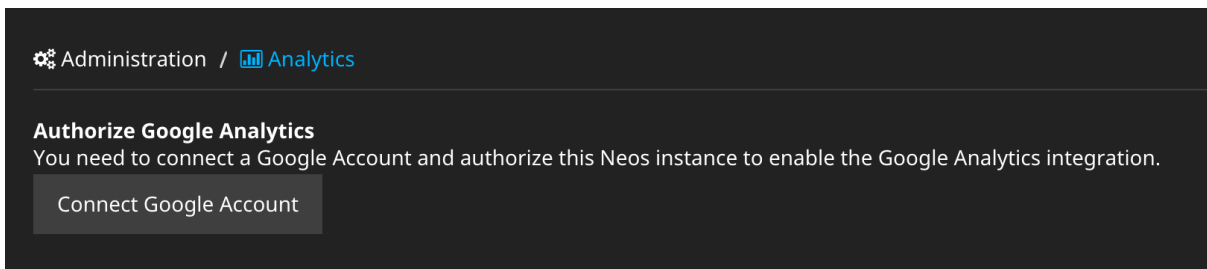 Administration / Analytics
Authorize Google Analytics
You need to connect a Google Account and authorize this Neos instance to enable the Google Analytics integration.
Connect Google Account